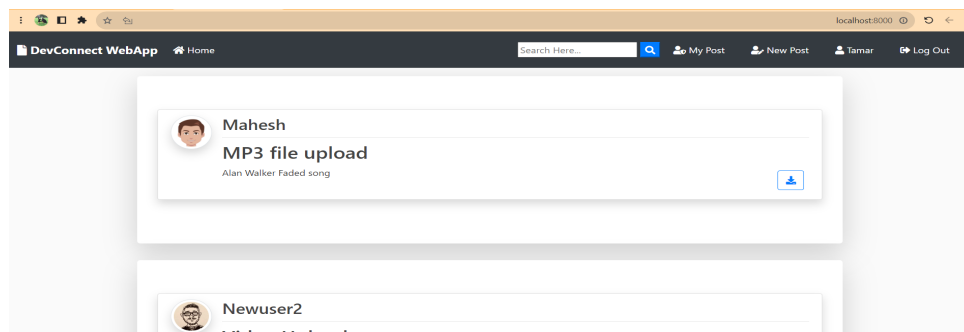 localhost:8000
DevConnect WebApp Home Search Here... My Post New Post Tamar Log Out
Mahesh
MP3 file upload
Alan Walker Faded song
Newuser2